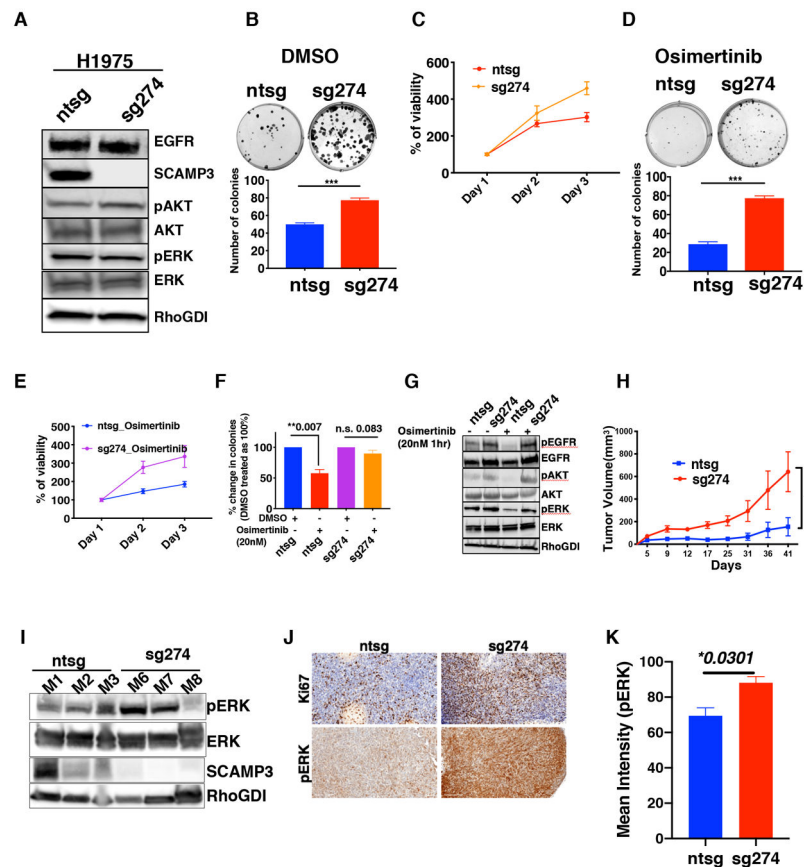 A
H1975
ntsg
sg274
EGFR
SCAMP3
pAKT
AKT
pERK
ERK
RhoGDI
B
DMSO
ntsg
sg274
Number of colonies
100
80
60
40
20
0
***
ntsg
sg274
C
% of viability
600
400
200
0
ntsg
sg274
Day 1
Day 2
Day 3
D
Osimertinib
ntsg
sg274
Number of colonies
100
80
60
40
20
0
***
ntsg
sg274
E
% of viability
500
400
300
200
100
0
ntsg_Osimertinib
sg274_Osimertinib
Day 1
Day 2
Day 3
F
% change in colonies
(DMSO treated as 100%)
100
50
0
**0.007
n.s. 0.083
DMSO + - + -
Osimertinib - + - +
(20nM)
ntsg
ntsg
sg274
sg274
G
ntsg
sg274
ntsg
sg274
Osimertinib - - + +
(20nM 1hr)
pEGFR
EGFR
pAKT
AKT
pERK
ERK
RhoGDI
H
Tumor Volume(mm3)
1000
800
600
400
200
0
ntsg
sg274
5 9 12 17 25 31 36 41
Days
I
ntsg
sg274
M1 M2 M3 M6 M7 M8
pERK
ERK
SCAMP3
RhoGDI
J
ntsg
sg274
Ki67
pERK
K
Mean Intensity (pERK)
100
80
60
40
20
0
*0.0301
ntsg sg274